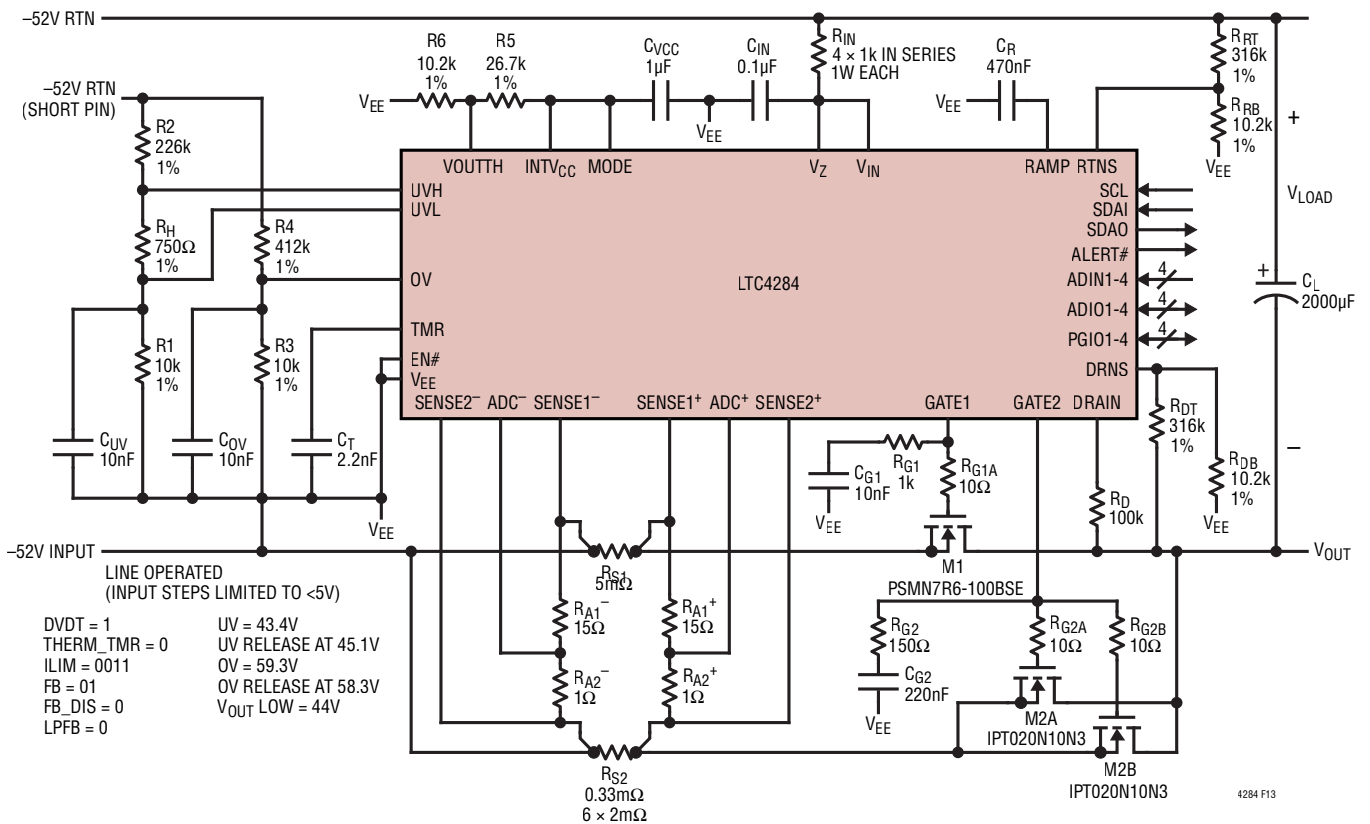 –52V RTN
–52V RTN
(SHORT PIN)
R2
226k
1%
RH
750Ω
1%
R4
412k
1%
R1
10k
1%
R3
10k
1%
CUV
10nF
COV
10nF
CT
2.2nF
VEE
R6
10.2k
1%
R5
26.7k
1%
VEE
CVCC
1µF
VEE
CIN
0.1µF
RIN
4 × 1k IN SERIES
1W EACH
CR
470nF
VEE
RRT
316k
1%
RRB
10.2k
1%
VEE
+
VLOAD
–
+
CL
2000µF
VOUTTH
INTVCC
MODE
VZ
VIN
RAMP
RTNS
UVH
UVL
OV
TMR
EN#
VEE
LTC4284
SCL
SDAI
SDAO
ALERT#
ADIN1-4
4
ADIO1-4
4
PGIO1-4
4
DRNS
SENSE2–
ADC–
SENSE1–
SENSE1+
ADC+
SENSE2+
GATE1
GATE2
DRAIN
RDT
316k
1%
RDB
10.2k
1%
VEE
CG1
10nF
VEE
RG1
1k
RG1A
10Ω
RD
100k
–52V INPUT
RS1
5mΩ
M1
PSMN7R6-100BSE
VOUT
RA1–
15Ω
RA1+
15Ω
RA2–
1Ω
RA2+
1Ω
RS2
0.33mΩ
6 × 2mΩ
RG2
150Ω
CG2
220nF
VEE
RG2A
10Ω
RG2B
10Ω
M2A
IPT020N10N3
M2B
IPT020N10N3
LINE OPERATED
(INPUT STEPS LIMITED TO <5V)
DVDT = 1
THERM_TMR = 0
ILIM = 0011
FB = 01
FB_DIS = 0
LPFB = 0
UV = 43.4V
UV RELEASE AT 45.1V
OV = 59.3V
OV RELEASE AT 58.3V
VOUT LOW = 44V
4284 F13